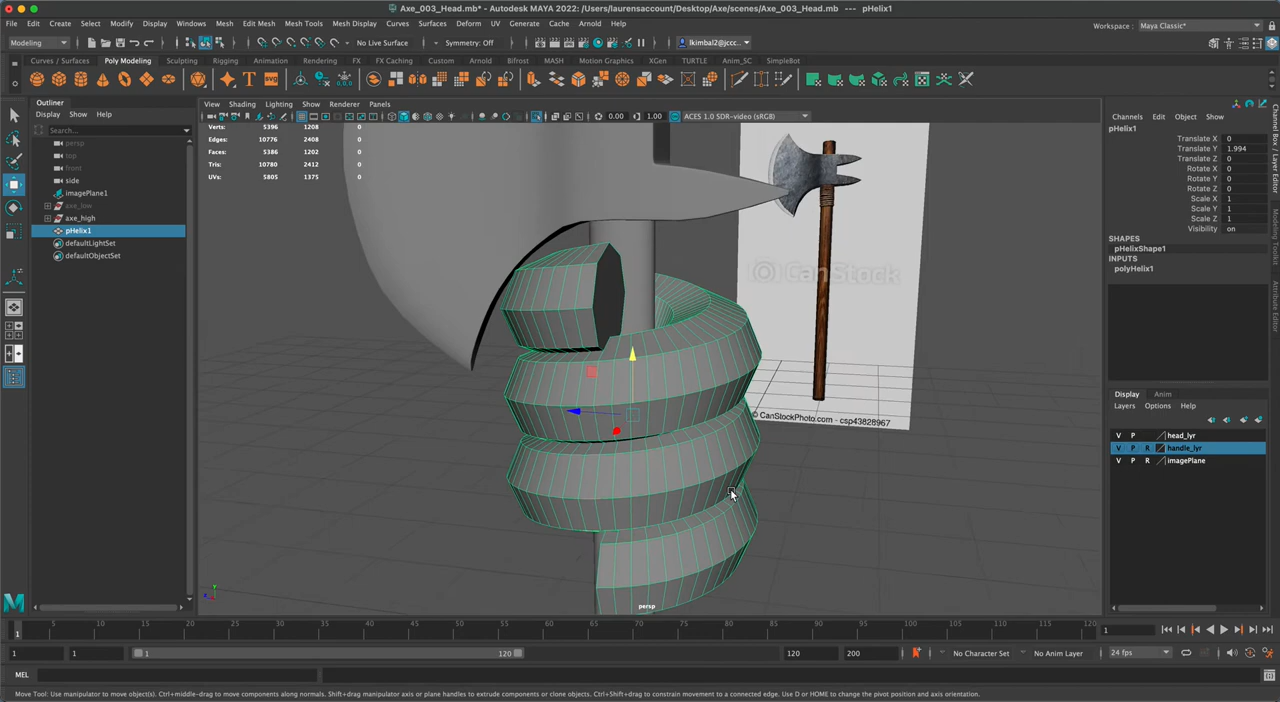 Axe_003_Head.mb* - Autodesk MAYA 2022: /Users/laurensaccount/Desktop/Axe/scenes/Axe_003_Head.mb --- pHelix1
File Edit Create Select Modify Display Windows Mesh Edit Mesh Mesh Tools Mesh Display Curves Surfaces Deform UV Generate Cache Arnold Help
Workspace : Maya Classic*
Modeling
No Live Surface
Symmetry: Off
lkimbal2@jccc...
Curves / Surfaces Poly Modeling Sculpting Rigging Animation Rendering FX FX Caching Custom Arnold Bifrost MASH Motion Graphics XGen TURTLE Anim_SC SimpleBot
Outliner
Display Show Help
Search...
persp
top
front
side
imagePlane1
axe_low
axe_high
pHelix1
defaultLightSet
defaultObjectSet
View Shading Lighting Show Renderer Panels
0.00 1.00 ACES 1.0 SDR-video (sRGB)
Verts: 5396 1208
Edges: 10776 2408
Faces: 5386 1202
Tris: 10780 2412
UVs: 5805 1375
CanStock
© CanStockPhoto.com - csp43828967
persp
Channels Edit Object Show
pHelix1
Translate X 0
Translate Y 1.994
Translate Z 0
Rotate X 0
Rotate Y 0
Rotate Z 0
Scale X 1
Scale Y 1
Scale Z 1
Visibility on
SHAPES
pHelixShape1
INPUTS
polyHelix1
Channel Box / Layer Editor
Modeling Toolkit
Attribute Editor
Display Anim
Layers Options Help
V P head_lyr
V P R handle_lyr
V P R imagePlane
1 5 10 15 20 25 30 35 40 45 50 55 60 65 70 75 80 85 90 95 100 105 110 115 120
1
1 1 1 120 120 200 No Character Set No Anim Layer 24 fps
MEL
Move Tool: Use manipulator to move object(s). Ctrl+middle-drag to move components along normals. Shift+drag manipulator axis or plane handles to extrude components or clone objects. Ctrl+Shift+drag to constrain movement to a connected edge. Use D or HOME to change the pivot position and axis orientation.